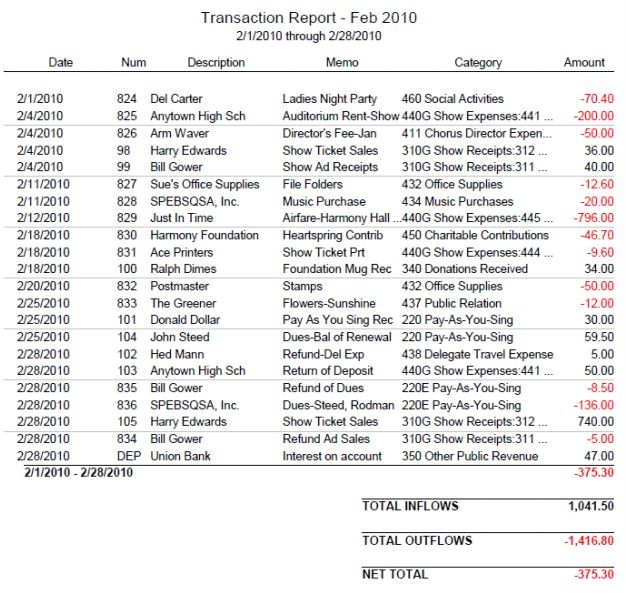 Transaction Report - Feb 2010
2/1/2010 through 2/28/2010
Date Num Description Memo Category Amount
2/1/2010 824 Del Carter Ladies Night Party 460 Social Activities -70.40
2/4/2010 825 Anytown High Sch Auditorium Rent-Show 440G Show Expenses:441 ... -200.00
2/4/2010 826 Arm Waver Director's Fee-Jan 411 Chorus Director Expen... -50.00
2/4/2010 98 Harry Edwards Show Ticket Sales 310G Show Receipts:312 ... 36.00
2/4/2010 99 Bill Gower Show Ad Receipts 310G Show Receipts:311 ... 40.00
2/11/2010 827 Sue's Office Supplies File Folders 432 Office Supplies -12.60
2/11/2010 828 SPEBSQSA, Inc. Music Purchase 434 Music Purchases -20.00
2/12/2010 829 Just In Time Airfare-Harmony Hall ... 440G Show Expenses:445 ... -796.00
2/18/2010 830 Harmony Foundation Heartspring Contrib 450 Charitable Contributions -46.70
2/18/2010 831 Ace Printers Show Ticket Prt 440G Show Expenses:444 ... -9.60
2/18/2010 100 Ralph Dimes Foundation Mug Rec 340 Donations Received 34.00
2/20/2010 832 Postmaster Stamps 432 Office Supplies -50.00
2/25/2010 833 The Greener Flowers-Sunshine 437 Public Relation -12.00
2/25/2010 101 Donald Dollar Pay As You Sing Rec 220 Pay-As-You-Sing 30.00
2/25/2010 104 John Steed Dues-Bal of Renewal 220 Pay-As-You-Sing 59.50
2/28/2010 102 Hed Mann Refund-Del Exp 438 Delegate Travel Expense 5.00
2/28/2010 103 Anytown High Sch Return of Deposit 440G Show Expenses:441 ... 50.00
2/28/2010 835 Bill Gower Refund of Dues 220E Pay-As-You-Sing -8.50
2/28/2010 836 SPEBSQSA, Inc. Dues-Steed, Rodman 220E Pay-As-You-Sing -136.00
2/28/2010 105 Harry Edwards Show Ticket Sales 310G Show Receipts:312 ... 740.00
2/28/2010 834 Bill Gower Refund Ad Sales 310G Show Receipts:311 ... -5.00
2/28/2010 DEP Union Bank Interest on account 350 Other Public Revenue 47.00
2/1/2010 - 2/28/2010 -375.30
TOTAL INFLOWS 1,041.50
TOTAL OUTFLOWS -1,416.80
NET TOTAL -375.30